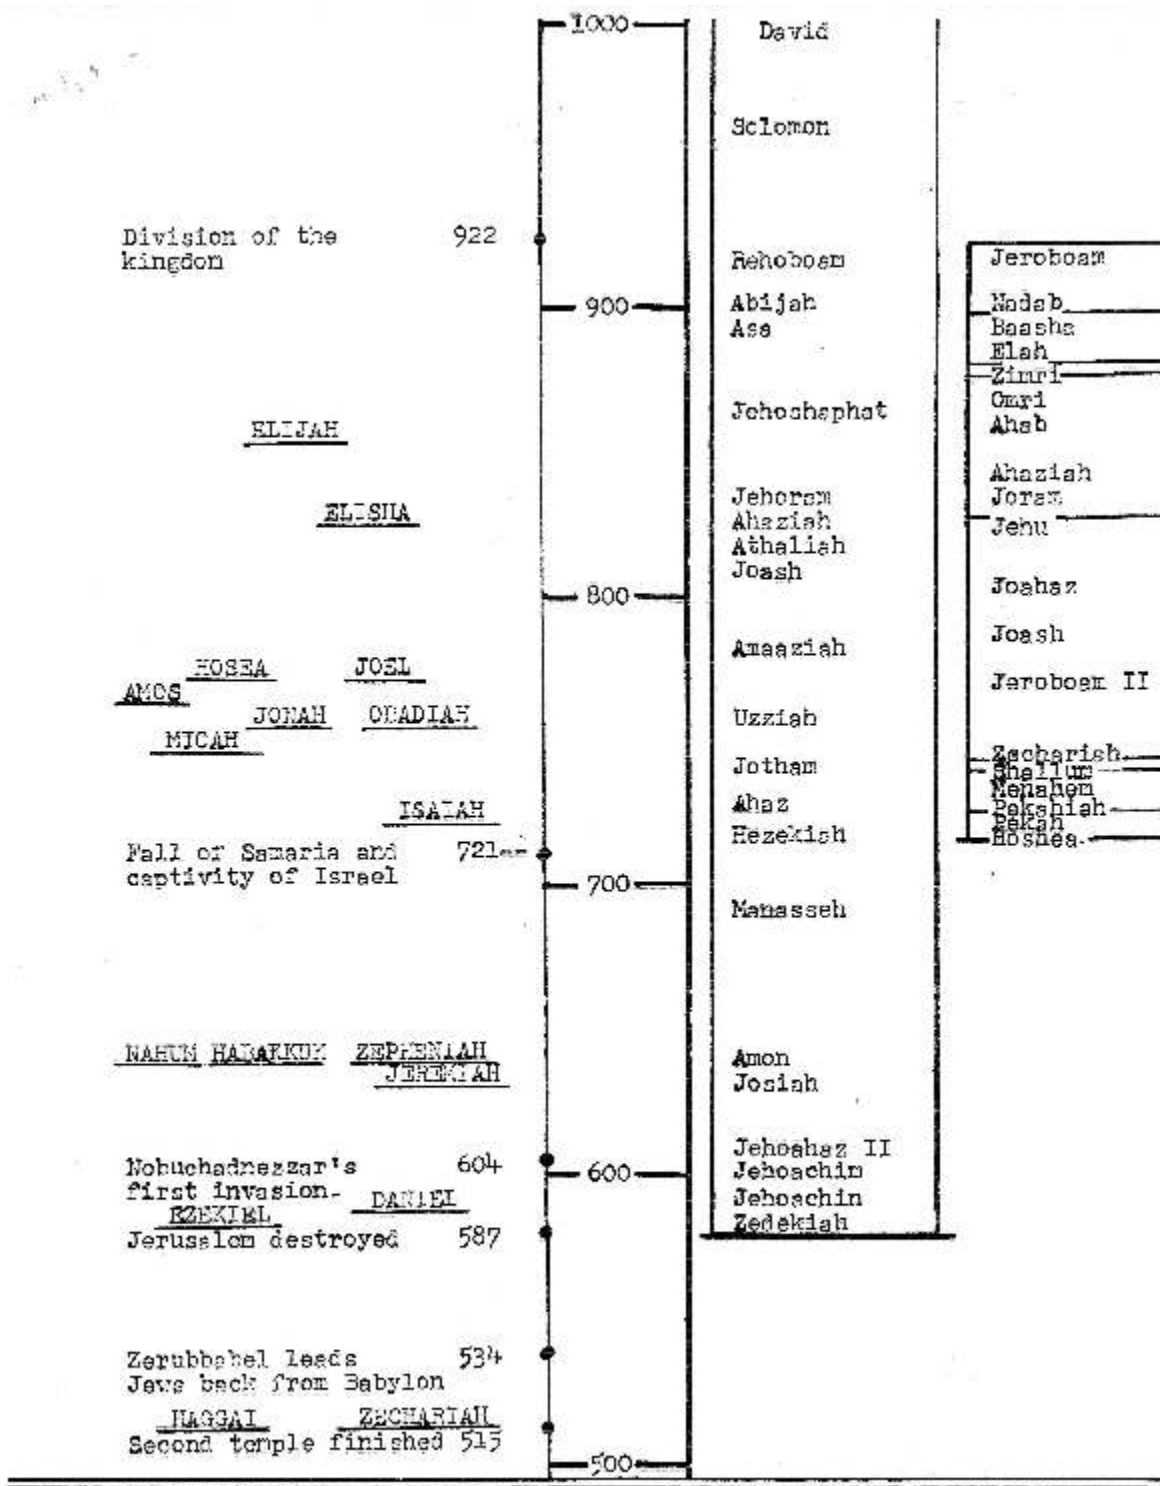 1000
David
Solomon
Division of the 922
kingdon
Rehoboam
Jeroboam
Abijah
900
Nadab
Asa
Baasha
Elah
Zimri
Omri
Jehoshaphat
Ahab
ELIJAH
Ahaziah
Jehoram
Joram
ELISHA
Ahaziah
Jehu
Athaliah
Joash
Joahaz
800
Joash
Amaaziah
HOSEA JOEL
Jeroboam II
AMOS
JONAH OBADIAH
Uzziah
MICAH
Zachariah
Jotham
Shallum
Menahem
Ahaz
Pekahiah
ISAIAH
Pekah
Hezekiah
Hoshea
Fall of Samaria and 721
captivity of Israel
700
Manasseh
NAHUM HABAKKUK ZEPHENIAH
Amon
JEREMIAH
Josiah
Jehoahaz II
Nebuchadnezzar's 604
600
Jehoachim
first invasion.
DANIEL
Jehoachin
EZEKIEL
Zedekiah
Jerusalem destroyed 587
Zerubbabel leads 534
Jews back from Babylon
HAGGAI ZECHARIAH
Second temple finished 515
500